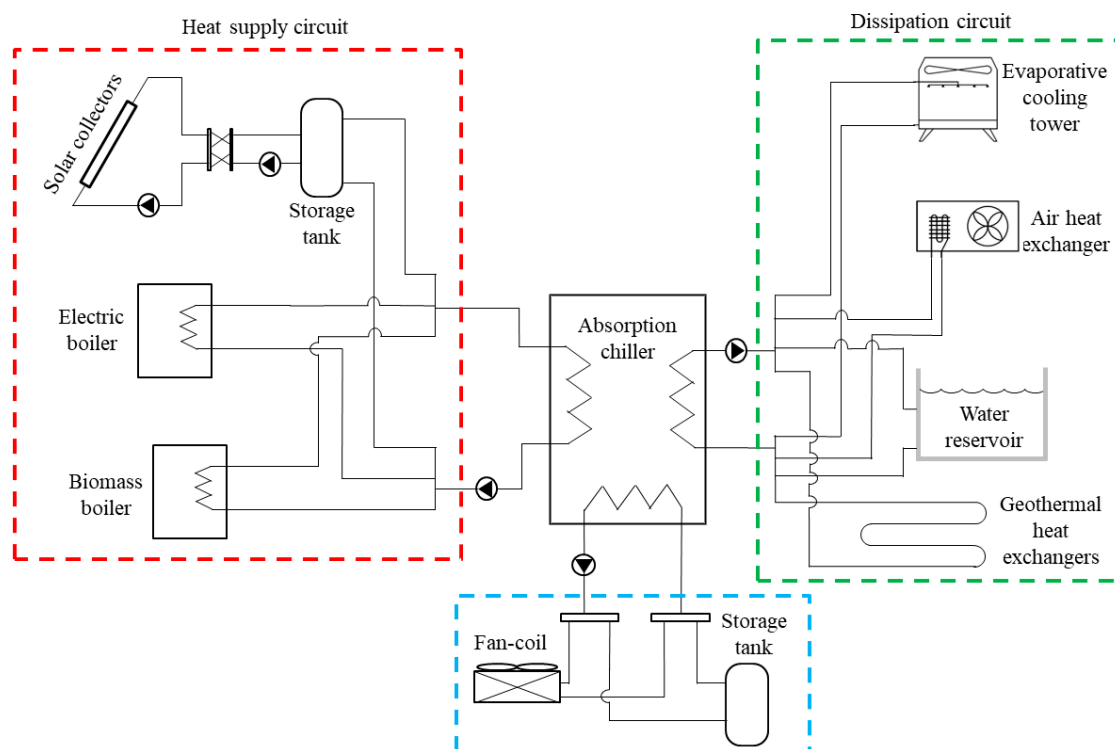 Heat supply circuit
Dissipation circuit
Solar collectors
Storage
tank
Evaporative
cooling
tower
Air heat
exchanger
Electric
boiler
Absorption
chiller
Water
reservoir
Biomass
boiler
Geothermal
heat
exchangers
Fan-coil
Storage
tank